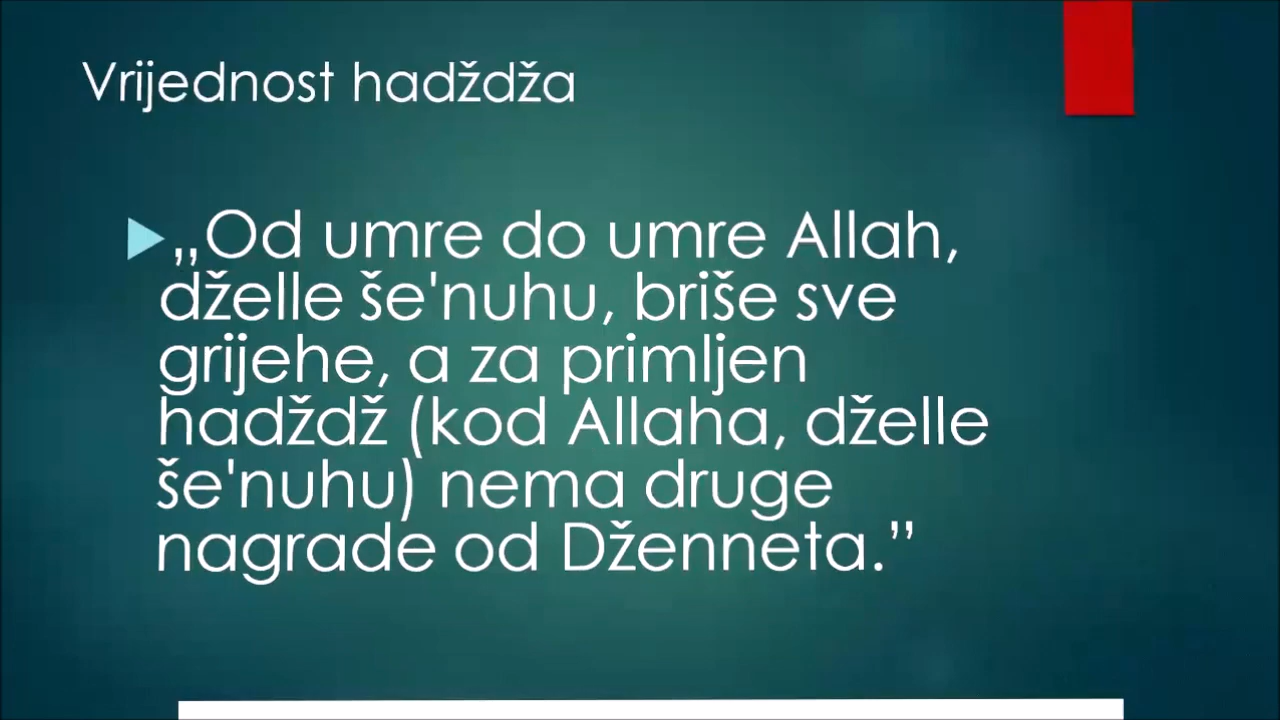 Vrijednost hadždža
„Od umre do umre Allah,
dželle še'nuhu, briše sve
grijehe, a za primljen
hadždž (kod Allaha, dželle
še'nuhu) nema druge
nagrade od Dženneta.”